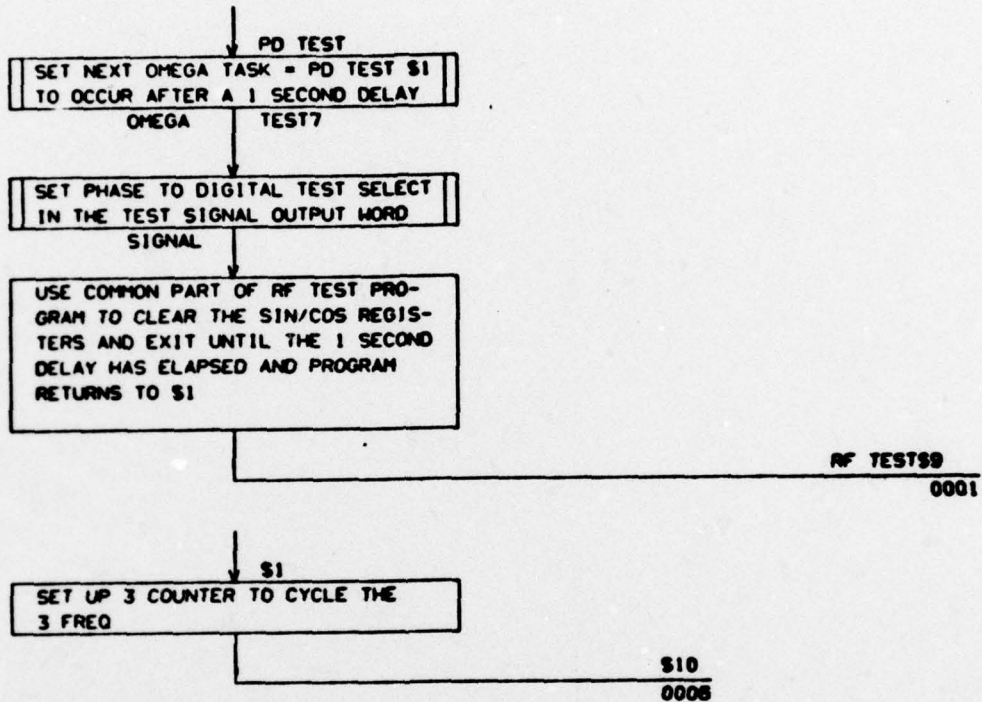 PD TEST
SET NEXT OMEGA TASK = PD TEST $1
TO OCCUR AFTER A 1 SECOND DELAY
OMEGA TEST7
SET PHASE TO DIGITAL TEST SELECT
IN THE TEST SIGNAL OUTPUT WORD
SIGNAL
USE COMMON PART OF RF TEST PRO-
GRAM TO CLEAR THE SIN/COS REGIS-
TERS AND EXIT UNTIL THE 1 SECOND
DELAY HAS ELAPSED AND PROGRAM
RETURNS TO $1
RF TEST$9
0001
$1
SET UP 3 COUNTER TO CYCLE THE
3 FREQ
$10
0005